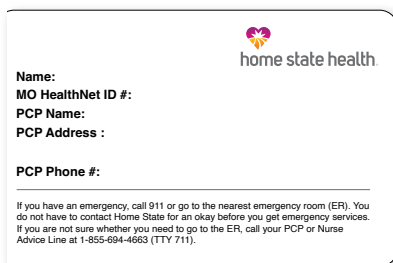 home state health.
Name:
MO HealthNet ID #:
PCP Name:
PCP Address :
PCP Phone #:
If you have an emergency, call 911 or go to the nearest emergency room (ER). You
do not have to contact Home State for an okay before you get emergency services.
If you are not sure whether you need to go to the ER, call your PCP or Nurse
Advice Line at 1-855-694-4663 (TTY 711).